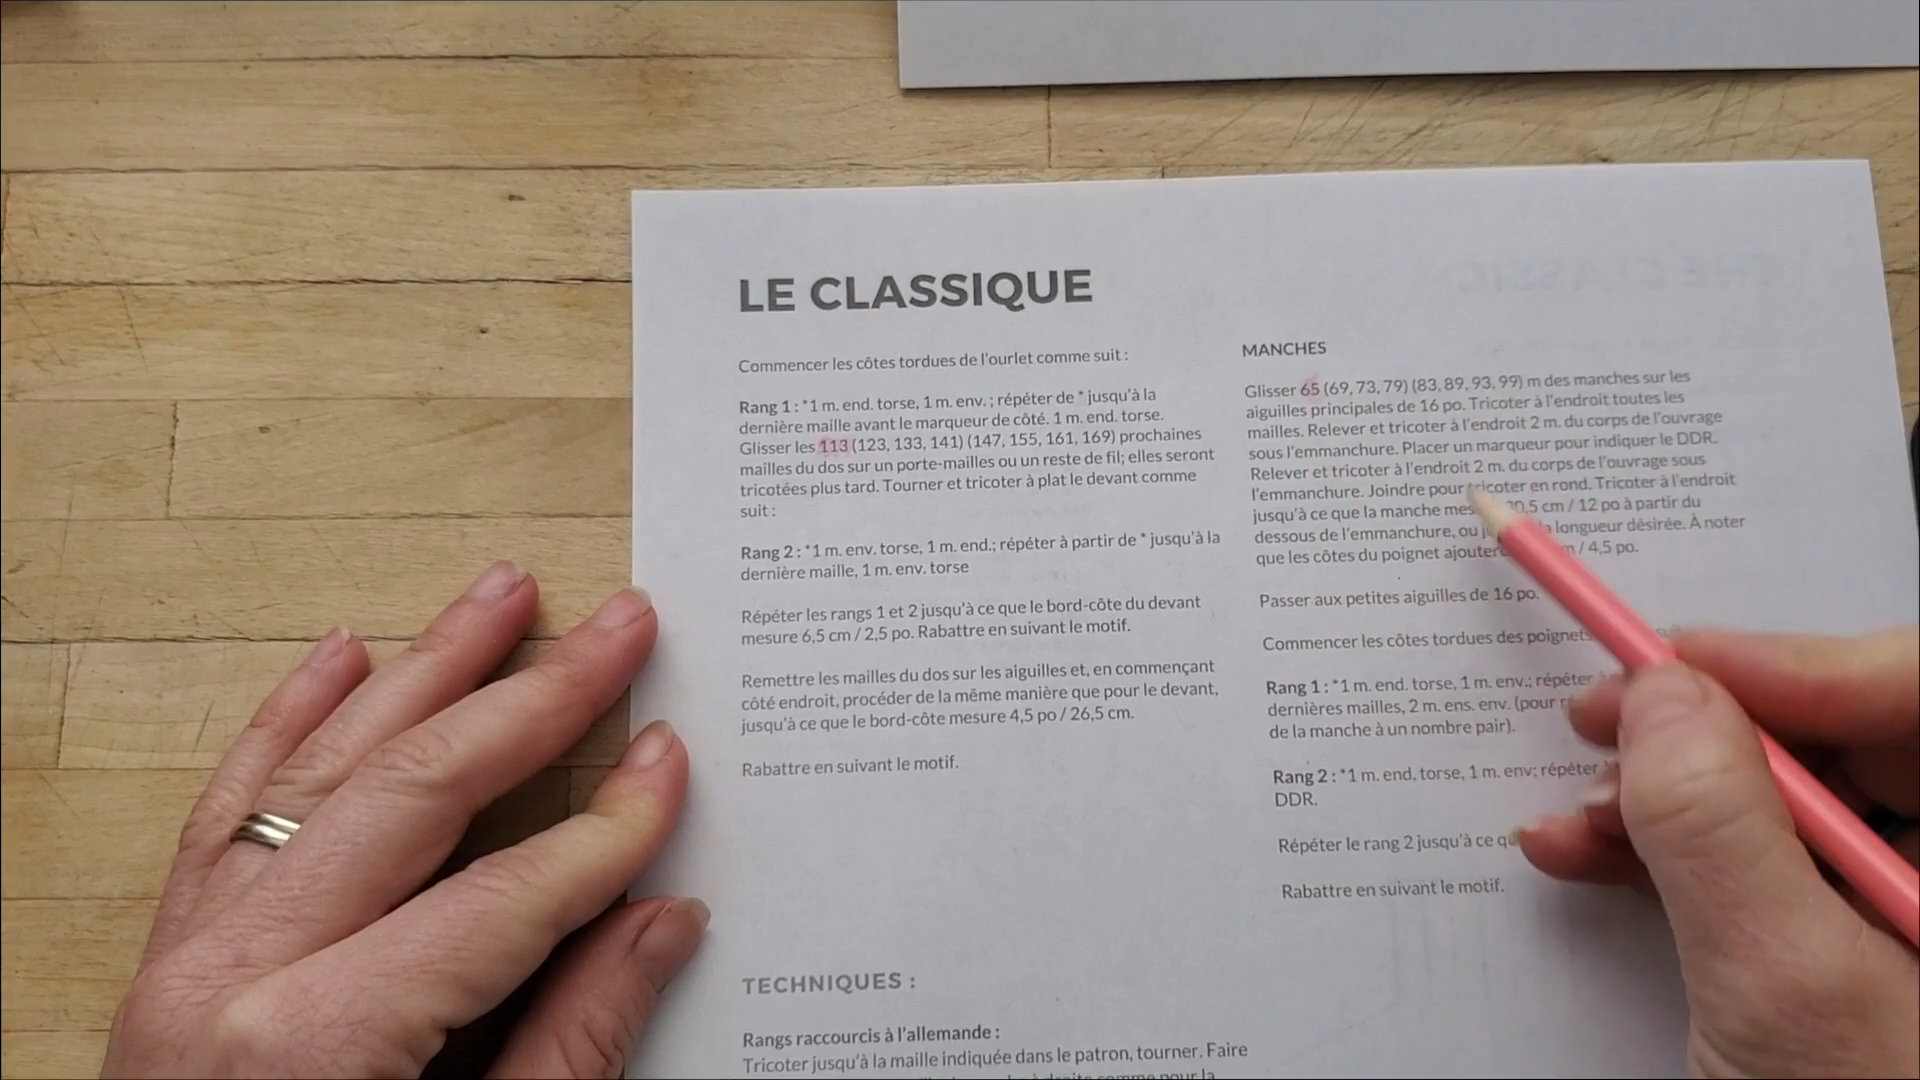 LE CLASSIQUE
Commencer les côtes tordues de l'ourlet comme suit :
Rang 1 : *1 m. end. torse, 1 m. env. ; répéter de * jusqu'à la
dernière maille avant le marqueur de côté. 1 m. end. torse.
Glisser les 113 (123, 133, 141) (147, 155, 161, 169) prochaines
mailles du dos sur un porte-mailles ou un reste de fil; elles seront
tricotées plus tard. Tourner et tricoter à plat le devant comme
suit :
Rang 2 : *1 m. env. torse, 1 m. end.; répéter à partir de * jusqu'à la
dernière maille, 1 m. env. torse
Répéter les rangs 1 et 2 jusqu'à ce que le bord-côte du devant
mesure 6,5 cm / 2,5 po. Rabattre en suivant le motif.
Remettre les mailles du dos sur les aiguilles et, en commençant
côté endroit, procéder de la même manière que pour le devant,
jusqu'à ce que le bord-côte mesure 4,5 po / 26,5 cm.
Rabattre en suivant le motif.
MANCHES
Glisser 65 (69, 73, 79) (83, 89, 93, 99) m des manches sur les
aiguilles principales de 16 po. Tricoter à l'endroit toutes les
mailles. Relever et tricoter à l'endroit 2 m. du corps de l'ouvrage
sous l'emmanchure. Placer un marqueur pour indiquer le DDR.
Relever et tricoter à l'endroit 2 m. du corps de l'ouvrage sous
l'emmanchure. Joindre pour tricoter en rond. Tricoter à l'endroit
jusqu'à ce que la manche 0,5 cm / 12 po à partir du
dessous de l'emmanchure, ou la longueur désirée. À noter
que les côtes du poignet / 4,5 po.
Passer aux petites aiguilles de 16 po.
Commencer les côtes tordues des poignets
Rang 1 : *1 m. end. torse, 1 m. env.; répéter
dernières mailles, 2 m. ens. env. (pour
de la manche à un nombre pair).
Rang 2 : *1 m. end. torse, 1 m. env; répéter
DDR.
Répéter le rang 2 jusqu'à ce
Rabattre en suivant le motif.
TECHNIQUES :
Rangs raccourcis à l'allemande :
Tricoter jusqu'à la maille indiquée dans le patron, tourner. Faire